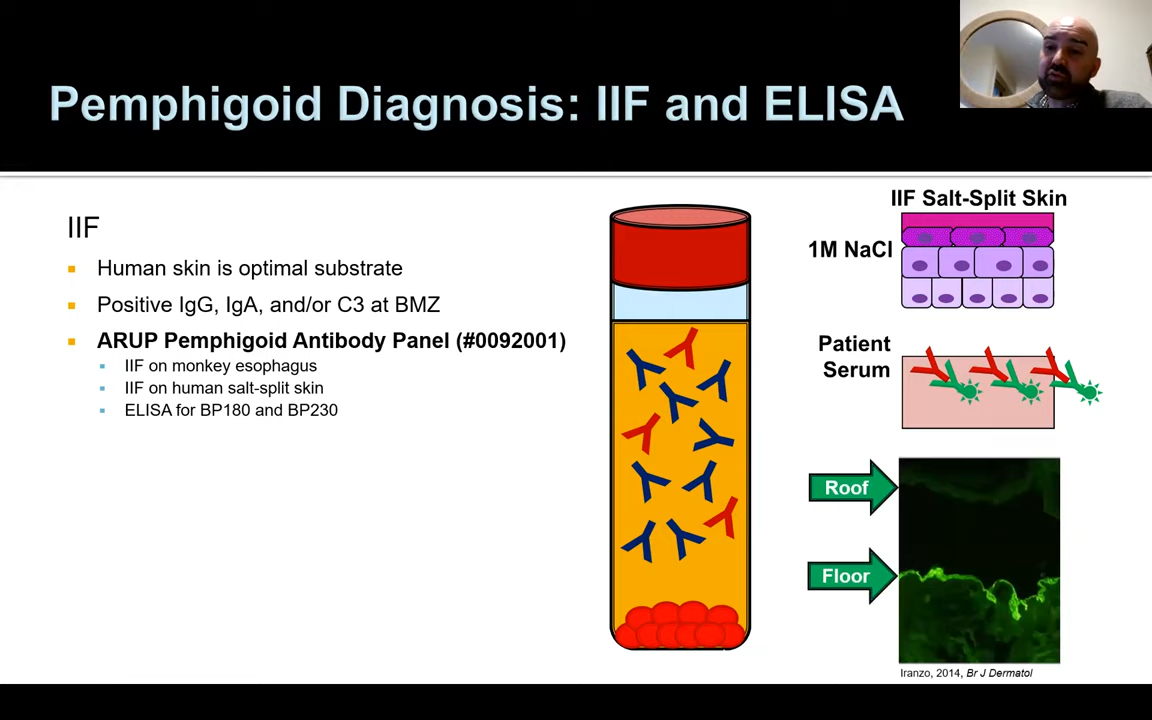 Pemphigoid Diagnosis: IIF and ELISA
IIF
Human skin is optimal substrate
Positive IgG, IgA, and/or C3 at BMZ
ARUP Pemphigoid Antibody Panel (#0092001)
IIF on monkey esophagus
IIF on human salt-split skin
ELISA for BP180 and BP230
IIF Salt-Split Skin
1M NaCl
Patient
Serum
Roof
Floor
Iranzo, 2014, Br J Dermatol